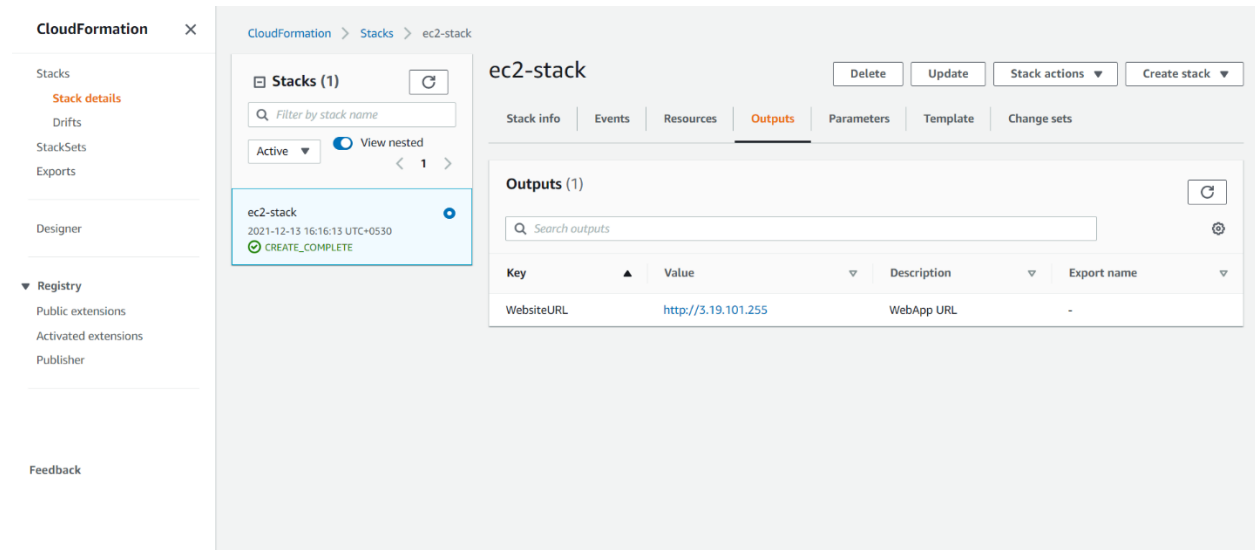 CloudFormation
Stacks
Stack details
Drifts
StackSets
Exports
Designer
Registry
Public extensions
Activated extensions
Publisher
Feedback
CloudFormation > Stacks > ec2-stack
Stacks (1)
Filter by stack name
Active
View nested
< 1 >
ec2-stack
2021-12-13 16:16:13 UTC+0530
CREATE_COMPLETE
ec2-stack
Delete Update Stack actions Create stack
Stack info Events Resources Outputs Parameters Template Change sets
Outputs (1)
Search outputs
Key Value Description Export name
WebsiteURL http://3.19.101.255 WebApp URL -